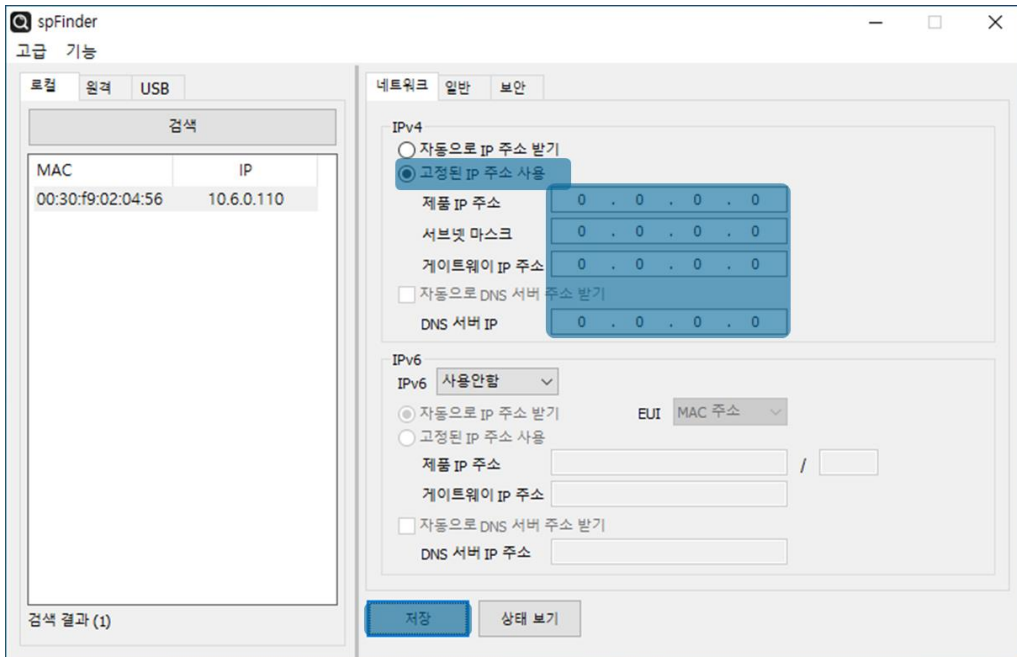 spFinder
고급 기능
로컬 원격 USB
검색
MAC IP
00:30:f9:02:04:56 10.6.0.110
검색 결과 (1)
네트워크 일반 보안
IPv4
자동으로 IP 주소 받기
고정된 IP 주소 사용
제품 IP 주소 0 . 0 . 0 . 0
서브넷 마스크 0 . 0 . 0 . 0
게이트웨이 IP 주소 0 . 0 . 0 . 0
자동으로 DNS 서버 주소 받기
DNS 서버 IP 0 . 0 . 0 . 0
IPv6
IPv6 사용안함
자동으로 IP 주소 받기 EUI MAC 주소
고정된 IP 주소 사용
제품 IP 주소 /
게이트웨이 IP 주소
자동으로 DNS 서버 주소 받기
DNS 서버 IP 주소
저장 상태 보기